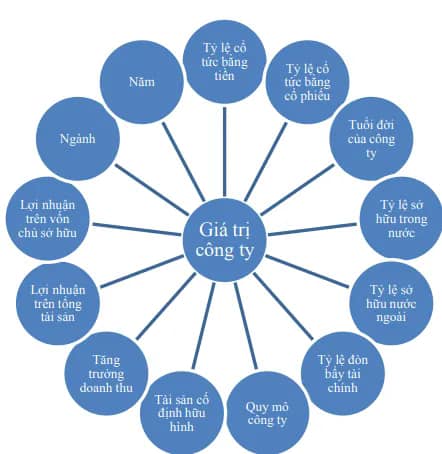 Tỷ lệ cổ
tức bằng
tiền
Tỷ lệ cổ
tức bằng
cổ phiếu
Tuổi đời
của công
ty
Tỷ lệ sở
hữu trong
nước
Tỷ lệ sở
hữu nước
ngoài
Tỷ lệ đòn
bẩy tài
chính
Quy mô
công ty
Tài sản cố
định hữu
hình
Tăng
trưởng
doanh thu
Lợi nhuận
trên tổng
tài sản
Lợi nhuận
trên vốn
chủ sở hữu
Ngành
Năm
Giá trị
công ty